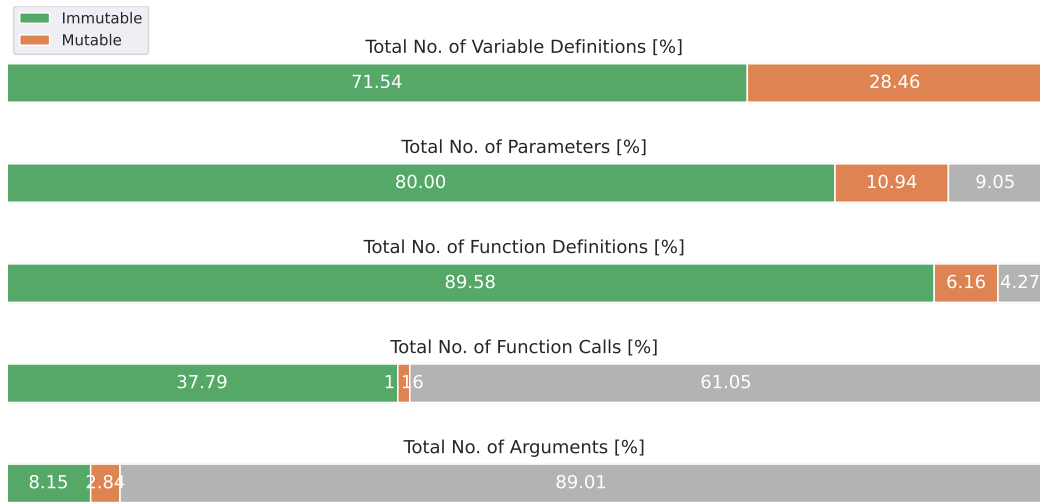 Immutable
Mutable
Total No. of Variable Definitions [%]
71.54 28.46
Total No. of Parameters [%]
80.00 10.94 9.05
Total No. of Function Definitions [%]
89.58 6.16 4.27
Total No. of Function Calls [%]
37.79 1.16 61.05
Total No. of Arguments [%]
8.15 2.84 89.01